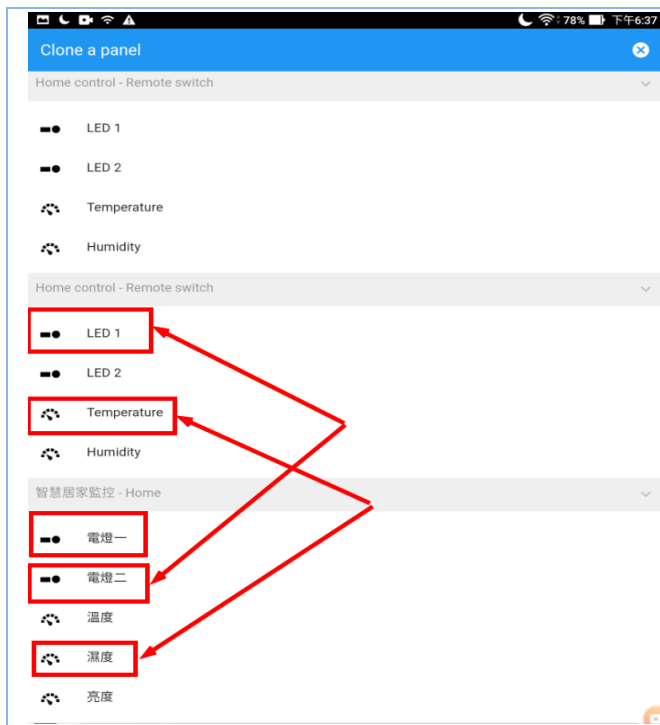 78% 下午6:37
Clone a panel
Home control - Remote switch
LED 1
LED 2
Temperature
Humidity
Home control - Remote switch
LED 1
LED 2
Temperature
Humidity
智慧居家監控 - Home
電燈一
電燈二
溫度
濕度
亮度